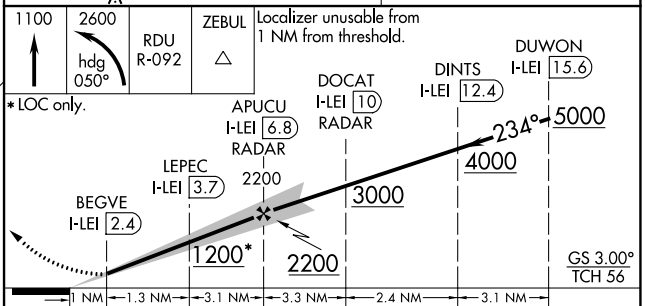 1100
2600
hdg
050°
RDU
R-092
ZEBUL
Localizer unusable from
1 NM from threshold.
* LOC only.
DUWON
I-LEI 15.6
DINTS
I-LEI 12.4
DOCAT
I-LEI 10
RADAR
APUCU
I-LEI 6.8
RADAR
LEPEC
I-LEI 3.7
BEGVE
I-LEI 2.4
2200
234°
5000
4000
3000
2200
1200*
GS 3.00°
TCH 56
1 NM
1.3 NM
3.1 NM
3.3 NM
2.4 NM
3.1 NM